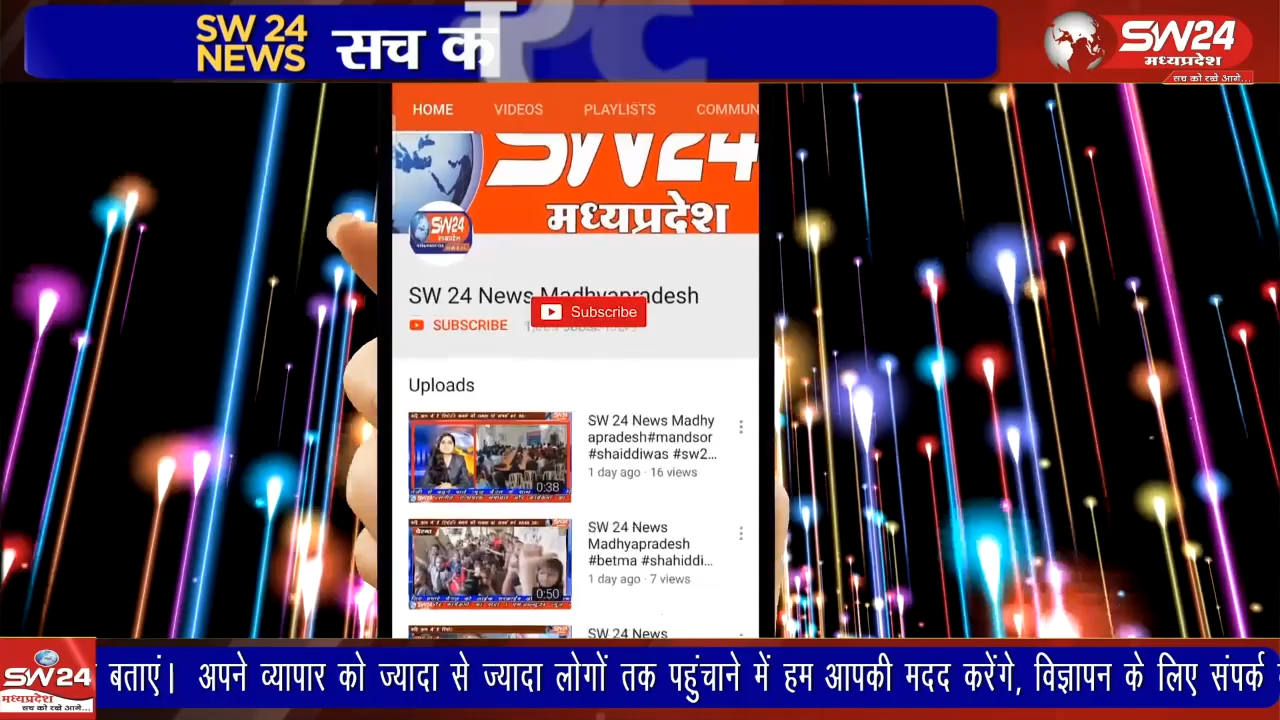 SW 24
NEWS
सच क
SW24
मध्यप्रदेश
सच को रखे आगे...
HOME VIDEOS PLAYLISTS COMMUN
SW24
मध्यप्रदेश
SW24
SW 24 News Madhyapradesh
SUBSCRIBE
Subscribe
Uploads
SW 24 News Madhy
apradesh#mandsor
#shaiddiwas #sw2...
1 day ago · 16 views
0:38
SW 24 News
Madhyapradesh
#betma #shahiddi...
1 day ago · 7 views
बेटमा
0:50
SW 24 News
SW24
मध्यप्रदेश
सच को रखे आगे...
बताएं। अपने व्यापार को ज्यादा से ज्यादा लोगों तक पहुंचाने में हम आपकी मदद करेंगे, विज्ञापन के लिए संपर्क